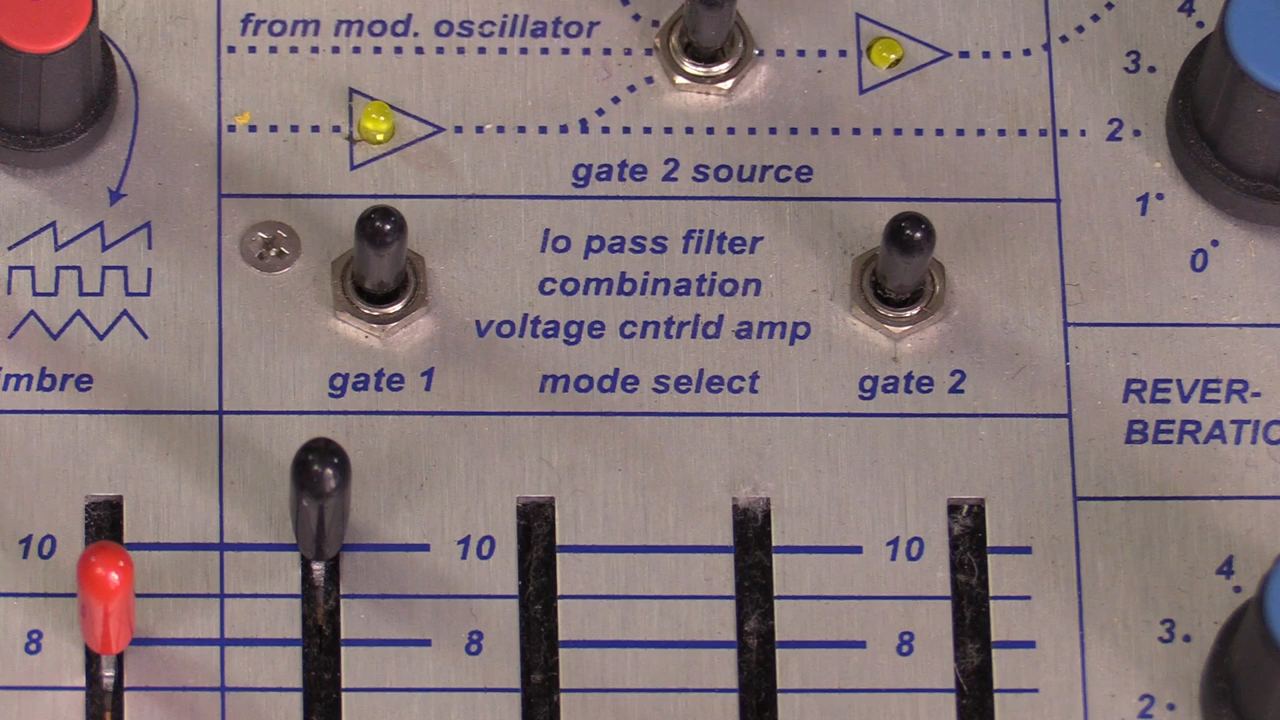 from mod. oscillator
4
3
2
gate 2 source
1
0
lo pass filter
combination
voltage cntrld amp
imbre
gate 1
mode select
gate 2
REVER-
BERATIO
10
10
10
4
8
8
8
3
2